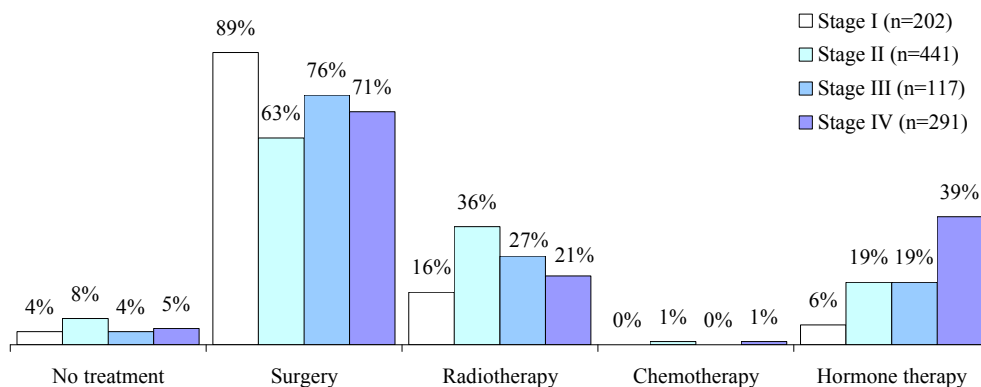 89%
Stage I (n=202)
Stage II (n=441)
76%
Stage III (n=117)
71%
63%
Stage IV (n=291)
39%
36%
27%
21%
19%
19%
16%
8%
4%
4%
5%
6%
0%
1%
0%
1%
No treatment
Surgery
Radiotherapy
Chemotherapy
Hormone therapy